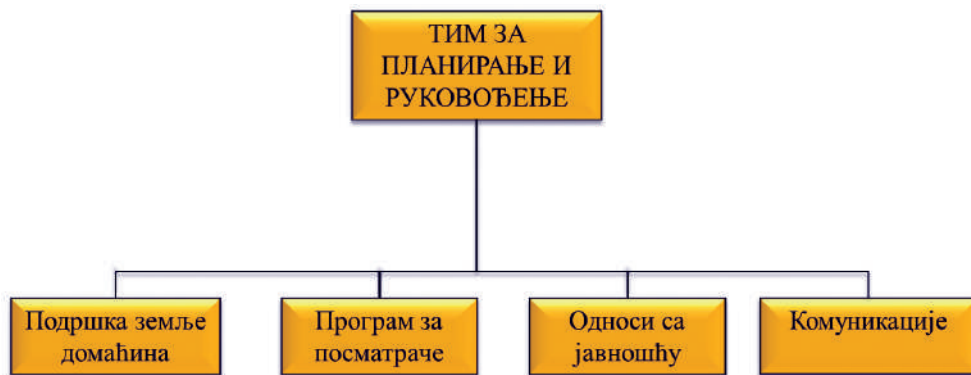 ТИМ ЗА
ПЛАНИРАЊЕ И
РУКОВОЂЕЊЕ
Подршка земље
домаћина
Програм за
посматраче
Односи са
јавношћу
Комуникације